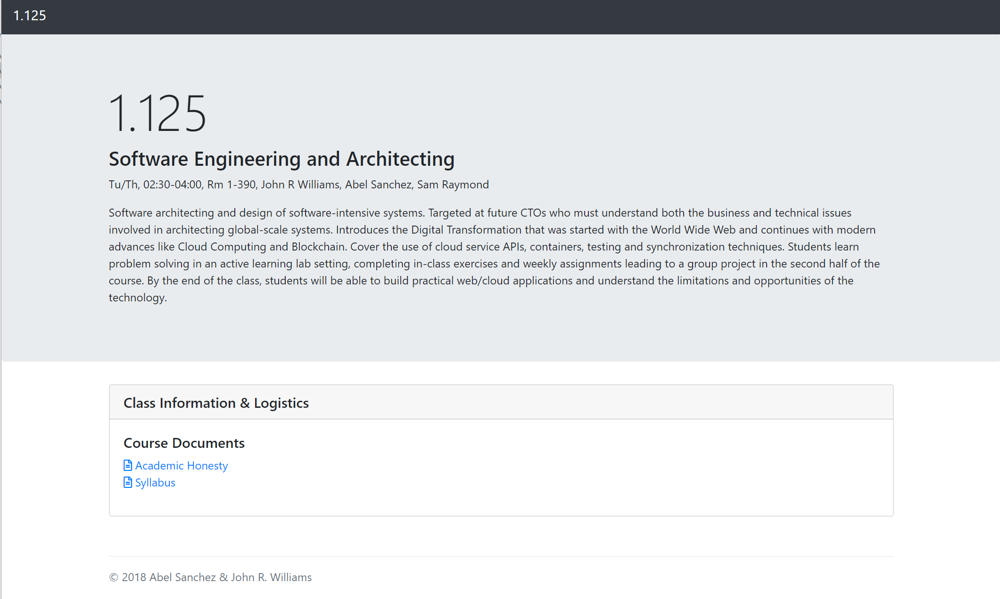 1.125
1.125
Software Engineering and Architecting
Tu/Th, 02:30-04:00, Rm 1-390, John R Williams, Abel Sanchez, Sam Raymond
Software architecting and design of software-intensive systems. Targeted at future CTOs who must understand both the business and technical issues
involved in architecting global-scale systems. Introduces the Digital Transformation that was started with the World Wide Web and continues with modern
advances like Cloud Computing and Blockchain. Cover the use of cloud service APIs, containers, testing and synchronization techniques. Students learn
problem solving in an active learning lab setting, completing in-class exercises and weekly assignments leading to a group project in the second half of the
course. By the end of the class, students will be able to build practical web/cloud applications and understand the limitations and opportunities of the
technology.
Class Information & Logistics
Course Documents
Academic Honesty
Syllabus
© 2018 Abel Sanchez & John R. Williams